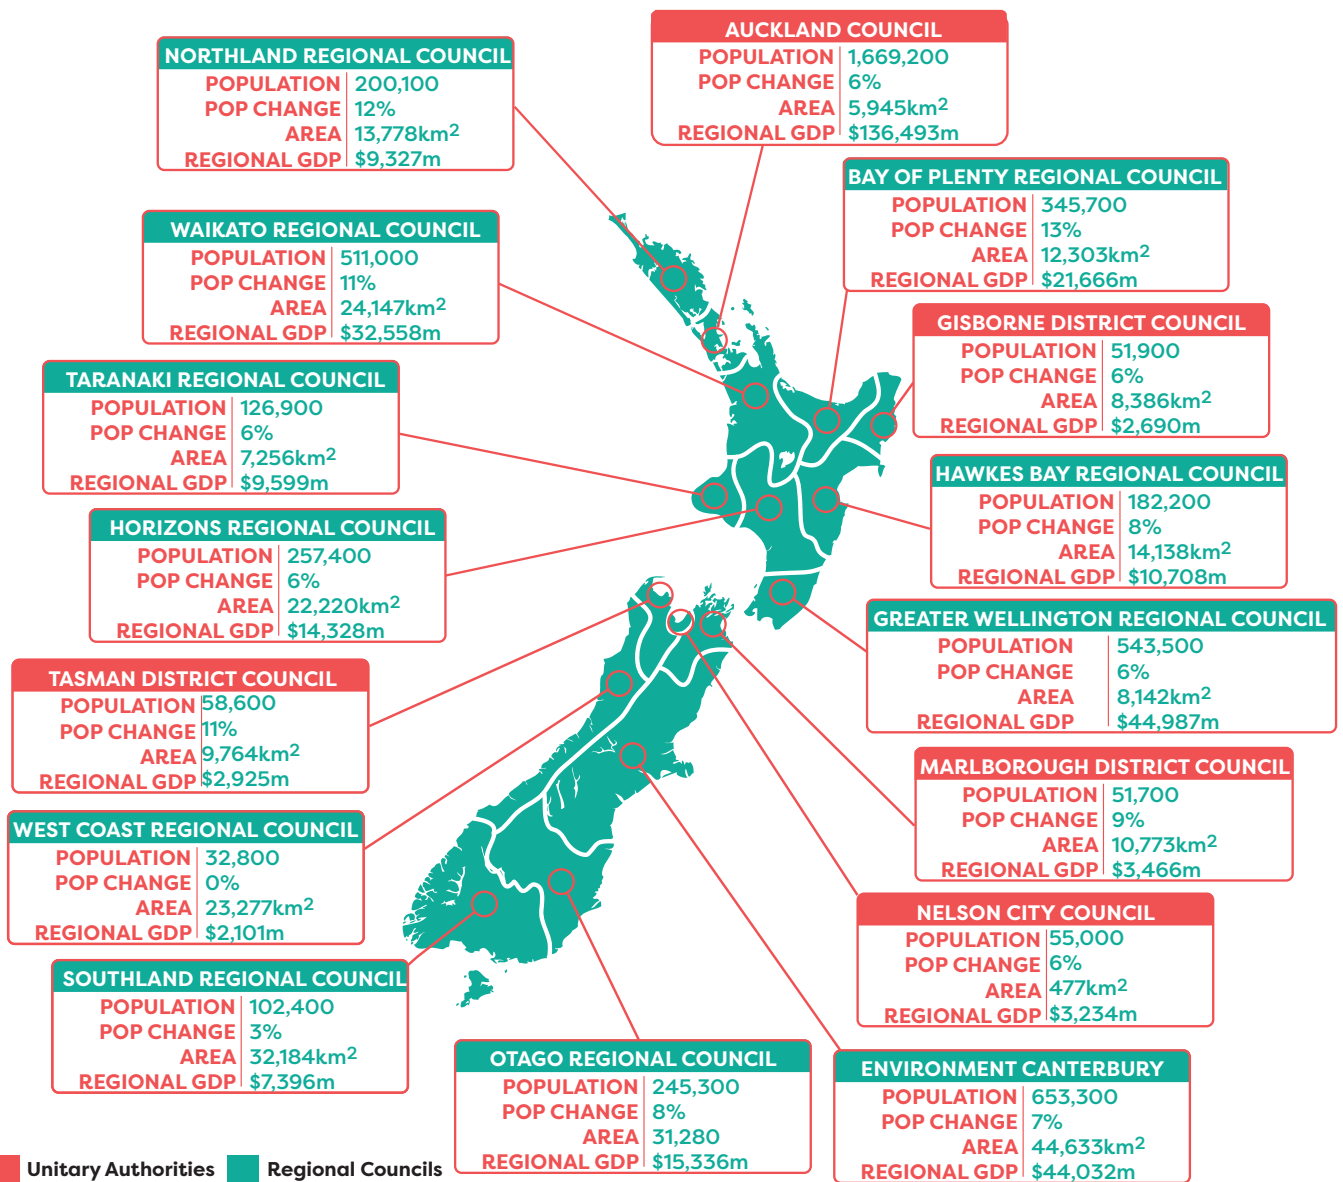 AUCKLAND COUNCIL
POPULATION 1,669,200
POP CHANGE 6%
AREA 5,945km²
REGIONAL GDP $136,493m
NORTHLAND REGIONAL COUNCIL
POPULATION 200,100
POP CHANGE 12%
AREA 13,778km²
REGIONAL GDP $9,327m
BAY OF PLENTY REGIONAL COUNCIL
POPULATION 345,700
POP CHANGE 13%
AREA 12,303km²
REGIONAL GDP $21,666m
WAIKATO REGIONAL COUNCIL
POPULATION 511,000
POP CHANGE 11%
AREA 24,147km²
REGIONAL GDP $32,558m
GISBORNE DISTRICT COUNCIL
POPULATION 51,900
POP CHANGE 6%
AREA 8,386km²
REGIONAL GDP $2,690m
TARANAKI REGIONAL COUNCIL
POPULATION 126,900
POP CHANGE 6%
AREA 7,256km²
REGIONAL GDP $9,599m
HAWKES BAY REGIONAL COUNCIL
POPULATION 182,200
POP CHANGE 8%
AREA 14,138km²
REGIONAL GDP $10,708m
HORIZONS REGIONAL COUNCIL
POPULATION 257,400
POP CHANGE 6%
AREA 22,220km²
REGIONAL GDP $14,328m
GREATER WELLINGTON REGIONAL COUNCIL
POPULATION 543,500
POP CHANGE 6%
AREA 8,142km²
REGIONAL GDP $44,987m
TASMAN DISTRICT COUNCIL
POPULATION 58,600
POP CHANGE 11%
AREA 9,764km²
REGIONAL GDP $2,925m
MARLBOROUGH DISTRICT COUNCIL
POPULATION 51,700
POP CHANGE 9%
AREA 10,773km²
REGIONAL GDP $3,466m
WEST COAST REGIONAL COUNCIL
POPULATION 32,800
POP CHANGE 0%
AREA 23,277km²
REGIONAL GDP $2,101m
NELSON CITY COUNCIL
POPULATION 55,000
POP CHANGE 6%
AREA 477km²
REGIONAL GDP $3,234m
SOUTHLAND REGIONAL COUNCIL
POPULATION 102,400
POP CHANGE 3%
AREA 32,184km²
REGIONAL GDP $7,396m
OTAGO REGIONAL COUNCIL
POPULATION 245,300
POP CHANGE 8%
AREA 31,280
REGIONAL GDP $15,336m
ENVIRONMENT CANTERBURY
POPULATION 653,300
POP CHANGE 7%
AREA 44,633km²
REGIONAL GDP $44,032m
Unitary Authorities Regional Councils